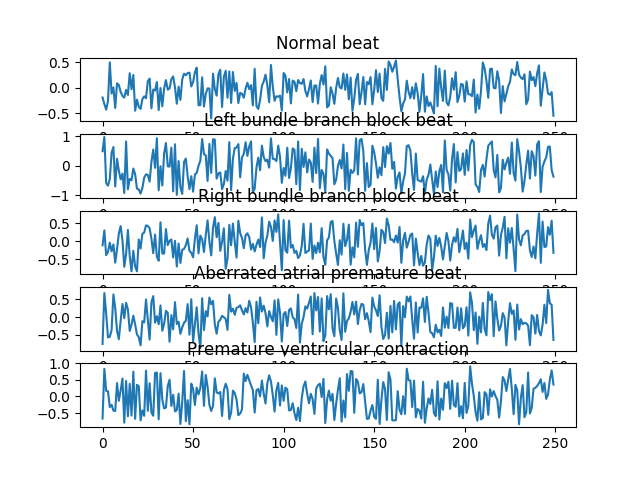 Normal beat
0.5
0.0
−0.5
Left bundle branch block beat
1
0
−1
Right bundle branch block beat
0.5
0.0
−0.5
Aberrated atrial premature beat
0.5
0.0
−0.5
Premature ventricular contraction
1.0
0.5
0.0
−0.5
0 50 100 150 200 250